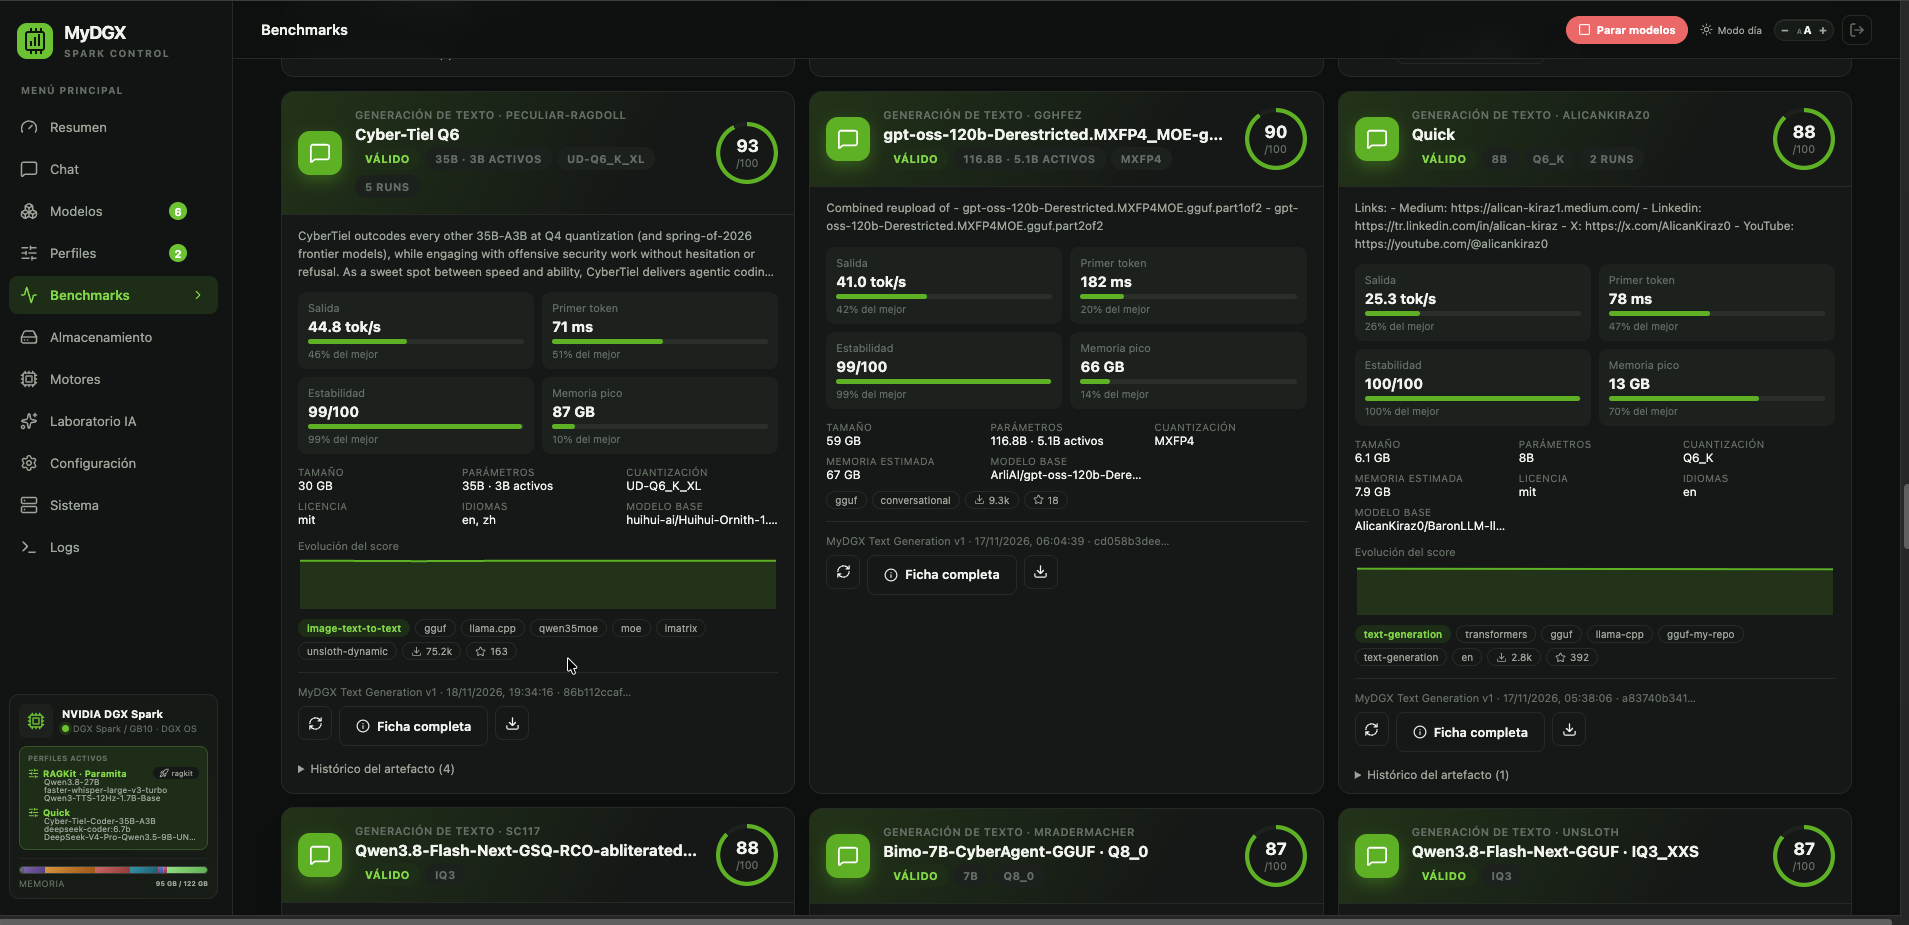 MyDGX
SPARK CONTROL
MENÚ PRINCIPAL
Resumen
Chat
Modelos 6
Perfiles 2
Benchmarks
Almacenamiento
Motores
Laboratorio IA
Configuración
Sistema
Logs
NVIDIA DGX Spark
DGX Spark / GB10 · DGX OS
PERFILES ACTIVOS
RAGKit · Paramita ragkit
Qwen3.8-27B
faster-whisper-large-v3-turbo
Qwen3-TTS-12Hz-1.7B-Base
Quick
Cyber-Tiel-Coder-35B-A3B
deepseek-coder:6.7b
DeepSeek-V4-Pro-Qwen3.5-9B-UN...
MEMORIA 95 GB / 122 GB
Benchmarks
Parar modelos
Modo día
− AA +
GENERACIÓN DE TEXTO · PECULIAR-RAGDOLL
Cyber-Tiel Q6
VÁLIDO 35B · 3B ACTIVOS UD-Q6_K_XL
5 RUNS
93
/100
CyberTiel outcodes every other 35B-A3B at Q4 quantization (and spring-of-2026
frontier models), while engaging with offensive security work without hesitation or
refusal. As a sweet spot between speed and ability, CyberTiel delivers agentic codin...
Salida
44.8 tok/s
46% del mejor
Primer token
71 ms
51% del mejor
Estabilidad
99/100
99% del mejor
Memoria pico
87 GB
10% del mejor
TAMAÑO
30 GB
PARÁMETROS
35B · 3B activos
CUANTIZACIÓN
UD-Q6_K_XL
LICENCIA
mit
IDIOMAS
en, zh
MODELO BASE
huihui-ai/Huihui-Ornith-1....
Evolución del score
image-text-to-text gguf llama.cpp qwen35moe moe imatrix
unsloth-dynamic 75.2k 163
MyDGX Text Generation v1 · 18/11/2026, 19:34:16 · 86b112ccaf...
Ficha completa
Histórico del artefacto (4)
GENERACIÓN DE TEXTO · GGHFEZ
gpt-oss-120b-Derestricted.MXFP4_MOE-g...
VÁLIDO 116.8B · 5.1B ACTIVOS MXFP4
90
/100
Combined reupload of - gpt-oss-120b-Derestricted.MXFP4MOE.gguf.part1of2 - gpt-
oss-120b-Derestricted.MXFP4MOE.gguf.part2of2
Salida
41.0 tok/s
42% del mejor
Primer token
182 ms
20% del mejor
Estabilidad
99/100
99% del mejor
Memoria pico
66 GB
14% del mejor
TAMAÑO
59 GB
PARÁMETROS
116.8B · 5.1B activos
CUANTIZACIÓN
MXFP4
MEMORIA ESTIMADA
67 GB
MODELO BASE
ArliAI/gpt-oss-120b-Dere...
gguf conversational 9.3k 18
MyDGX Text Generation v1 · 17/11/2026, 06:04:39 · cd058b3dee...
Ficha completa
GENERACIÓN DE TEXTO · ALICANKIRAZ0
Quick
VÁLIDO 8B Q6_K 2 RUNS
88
/100
Links: - Medium: https://alican-kiraz1.medium.com/ - Linkedin:
https://tr.linkedin.com/in/alican-kiraz - X: https://x.com/AlicanKiraz0 - YouTube:
https://youtube.com/@alicankiraz0
Salida
25.3 tok/s
26% del mejor
Primer token
78 ms
47% del mejor
Estabilidad
100/100
100% del mejor
Memoria pico
13 GB
70% del mejor
TAMAÑO
6.1 GB
PARÁMETROS
8B
CUANTIZACIÓN
Q6_K
MEMORIA ESTIMADA
7.9 GB
LICENCIA
mit
IDIOMAS
en
MODELO BASE
AlicanKiraz0/BaronLLM-ll...
Evolución del score
text-generation transformers gguf llama-cpp gguf-my-repo
text-generation en 2.8k 392
MyDGX Text Generation v1 · 17/11/2026, 05:38:06 · a83740b341...
Ficha completa
Histórico del artefacto (1)
GENERACIÓN DE TEXTO · SC117
Qwen3.8-Flash-Next-GSQ-RCO-abliterated...
VÁLIDO IQ3
88
/100
GENERACIÓN DE TEXTO · MRADERMACHER
Bimo-7B-CyberAgent-GGUF · Q8_0
VÁLIDO 7B Q8_0
87
/100
GENERACIÓN DE TEXTO · UNSLOTH
Qwen3.8-Flash-Next-GGUF · IQ3_XXS
VÁLIDO IQ3
87
/100